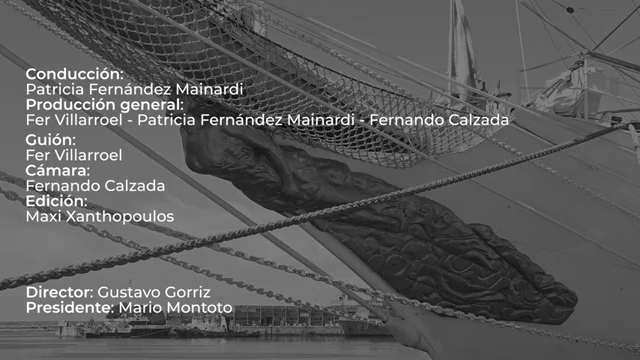 Conducción:
Patricia Fernández Mainardi
Producción general:
Fer Villarroel - Patricia Fernández Mainardi - Fernando Calzada
Guión:
Fer Villarroel
Cámara:
Fernando Calzada
Edición:
Maxi Xanthopoulos
Director: Gustavo Gorriz
Presidente: Mario Montoto